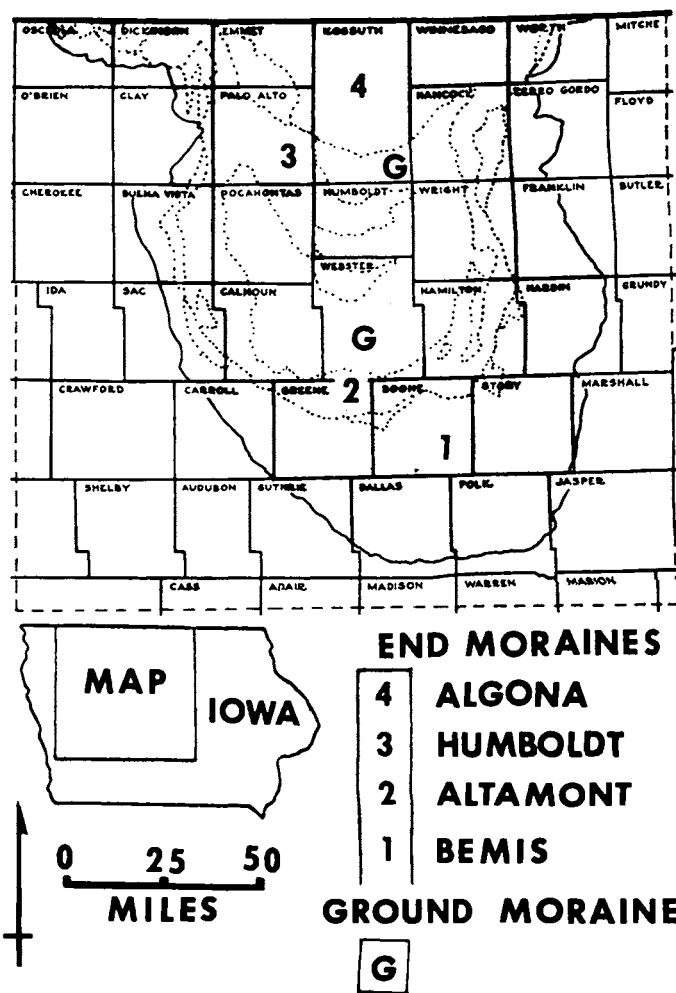 OSCEOLA DICKINSON EMMET KOSSUTH WINNEBAGO WORTH MITCHE
4
O'BRIEN CLAY PALO ALTO HANCOCK CERRO GORDO FLOYD
3 G
CHEROKEE BUENA VISTA POCAHONTAS HUMBOLDT WRIGHT FRANKLIN BUTLER
WEBSTER
IDA SAC CALHOUN HAMILTON HARDIN GRUNDY
G
CRAWFORD CARROLL GREENE 2 BOONE STORY MARSHALL
1
SHELBY AUDUBON GUTHRIE DALLAS POLK JASPER
CASS ADAIR MADISON WARREN MARION
MAP
IOWA
0 25 50
MILES
END MORAINES
4 ALGONA
3 HUMBOLDT
2 ALTAMONT
1 BEMIS
GROUND MORAINE
G